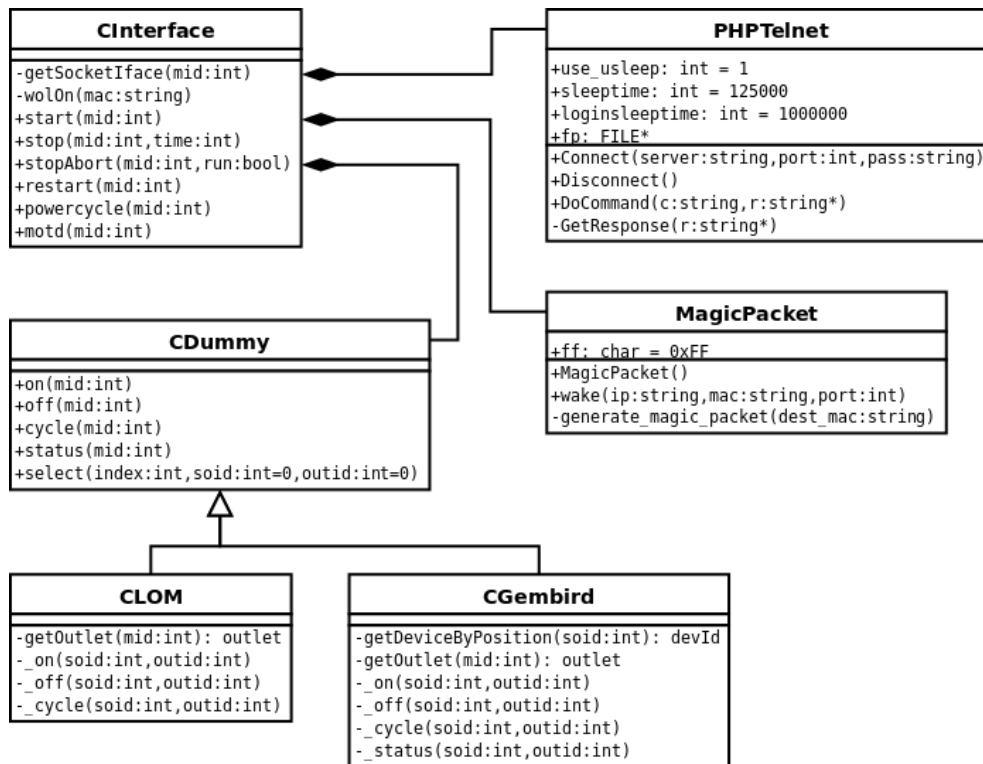 CInterface
-getSocketIface(mid:int)
-wolOn(mac:string)
+start(mid:int)
+stop(mid:int,time:int)
+stopAbort(mid:int,run:bool)
+restart(mid:int)
+powercycle(mid:int)
+motd(mid:int)
PHPTelnet
+use_usleep: int = 1
+sleeptime: int = 125000
+loginsleeptime: int = 1000000
+fp: FILE*
+Connect(server:string,port:int,pass:string)
+Disconnect()
+DoCommand(c:string,r:string*)
-GetResponse(r:string*)
MagicPacket
+ff: char = 0xFF
+MagicPacket()
+wake(ip:string,mac:string,port:int)
-generate_magic_packet(dest_mac:string)
CDummy
+on(mid:int)
+off(mid:int)
+cycle(mid:int)
+status(mid:int)
+select(index:int,soid:int=0,outid:int=0)
CLOM
-getOutlet(mid:int): outlet
-_on(soid:int,outid:int)
-_off(soid:int,outid:int)
-_cycle(soid:int,outid:int)
CGembird
-getDeviceByPosition(soid:int): devId
-getOutlet(mid:int): outlet
-_on(soid:int,outid:int)
-_off(soid:int,outid:int)
-_cycle(soid:int,outid:int)
-_status(soid:int,outid:int)